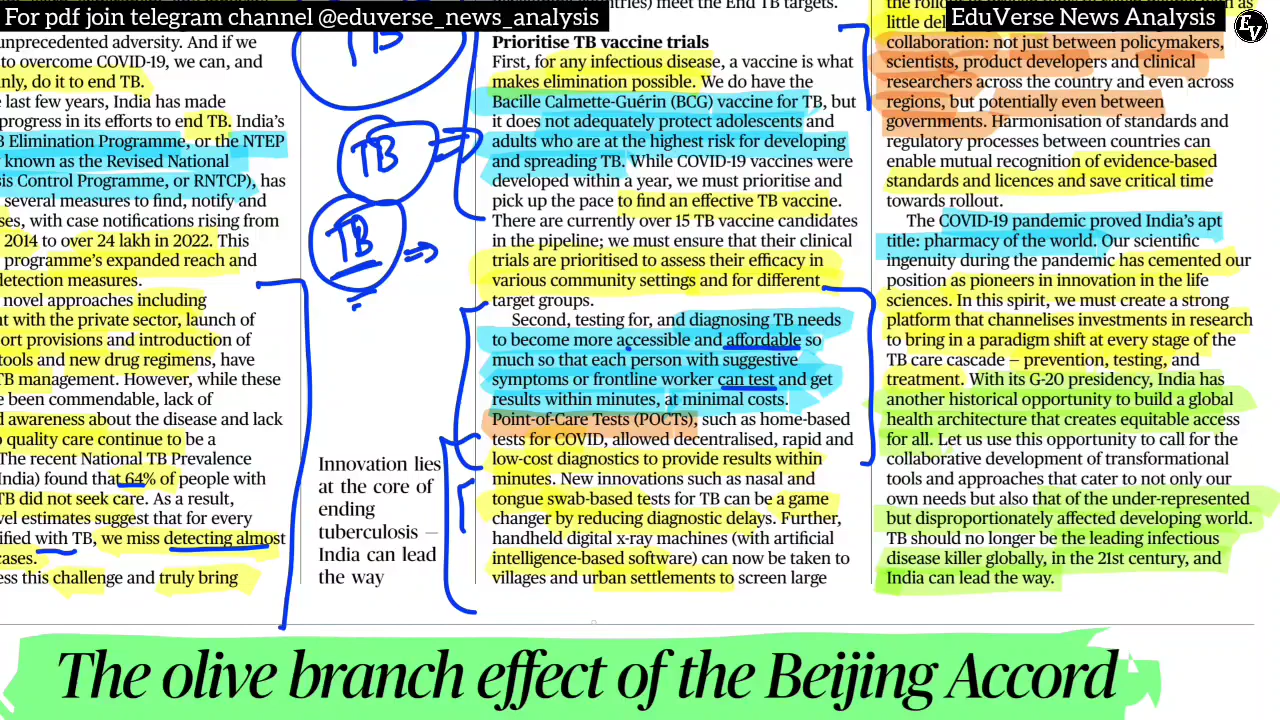 For pdf join telegram channel @eduverse_news_analysis
EduVerse News Analysis
EV
unprecedented adversity. And if we
to overcome COVID-19, we can, and
do it to end TB.
last few years, India has made
progress in its efforts to end TB. India's
Elimination Programme, or the NTEP
known as the Revised National
Control Programme, or RNTCP), has
several measures to find, notify and
with case notifications rising from
2014 to over 24 lakh in 2022. This
programme's expanded reach and
detection measures.
novel approaches including
with the private sector, launch of
provisions and introduction of
tools and new drug regimens, have
TB management. However, while these
been commendable, lack of
awareness about the disease and lack
quality care continue to be a
The recent National TB Prevalence
India) found that 64% of people with
TB did not seek care. As a result,
estimates suggest that for every
with TB, we miss detecting almost
cases.
this challenge and truly bring
TB
TB
TB
Innovation lies
at the core of
ending
tuberculosis —
India can lead
the way
meet the End TB targets.
Prioritise TB vaccine trials
First, for any infectious disease, a vaccine is what
makes elimination possible. We do have the
Bacille Calmette-Guérin (BCG) vaccine for TB, but
it does not adequately protect adolescents and
adults who are at the highest risk for developing
and spreading TB. While COVID-19 vaccines were
developed within a year, we must prioritise and
pick up the pace to find an effective TB vaccine.
There are currently over 15 TB vaccine candidates
in the pipeline; we must ensure that their clinical
trials are prioritised to assess their efficacy in
various community settings and for different
target groups.
Second, testing for, and diagnosing TB needs
to become more accessible and affordable so
much so that each person with suggestive
symptoms or frontline worker can test and get
results within minutes, at minimal costs.
Point-of-Care Tests (POCTs), such as home-based
tests for COVID, allowed decentralised, rapid and
low-cost diagnostics to provide results within
minutes. New innovations such as nasal and
tongue swab-based tests for TB can be a game
changer by reducing diagnostic delays. Further,
handheld digital x-ray machines (with artificial
intelligence-based software) can now be taken to
villages and urban settlements to screen large
little
collaboration: not just between policymakers,
scientists, product developers and clinical
researchers across the country and even across
regions, but potentially even between
governments. Harmonisation of standards and
regulatory processes between countries can
enable mutual recognition of evidence-based
standards and licences and save critical time
towards rollout.
The COVID-19 pandemic proved India's apt
title: pharmacy of the world. Our scientific
ingenuity during the pandemic has cemented our
position as pioneers in innovation in the life
sciences. In this spirit, we must create a strong
platform that channelises investments in research
to bring in a paradigm shift at every stage of the
TB care cascade — prevention, testing, and
treatment. With its G-20 presidency, India has
another historical opportunity to build a global
health architecture that creates equitable access
for all. Let us use this opportunity to call for the
collaborative development of transformational
tools and approaches that cater to not only our
own needs but also that of the under-represented
but disproportionately affected developing world.
TB should no longer be the leading infectious
disease killer globally, in the 21st century, and
India can lead the way.
The olive branch effect of the Beijing Accord